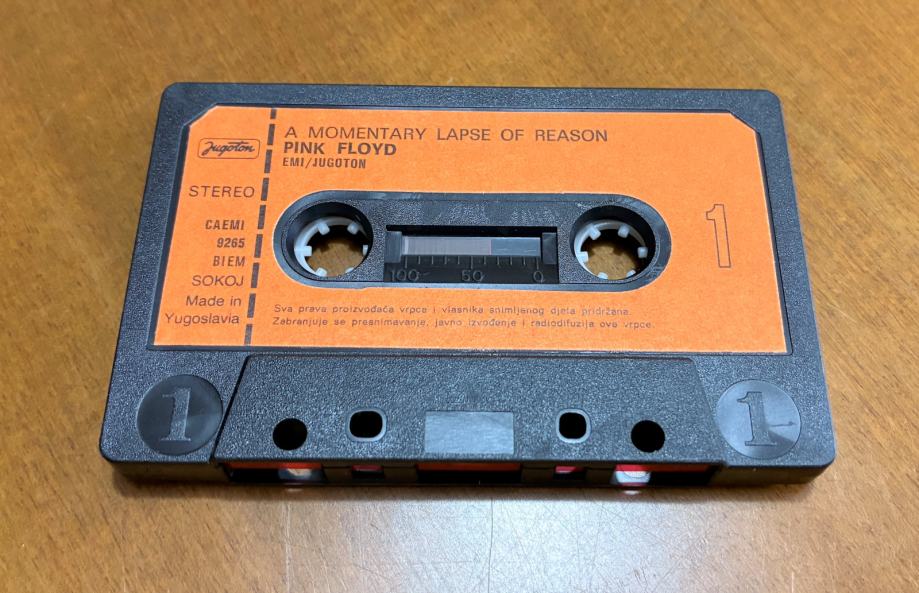 Jugoton
STEREO
CAEMI
9265
BIEM
SOKOJ
Made in
Yugoslavia
A MOMENTARY LAPSE OF REASON
PINK FLOYD
EMI/JUGOTON
1
100 50 0
Sva prava proizvođača vrpce i vlasnika snimljenog djela pridržana.
Zabranjuje se presnimavanje, javno izvođenje i radiodifuzija ove vrpce.
1
1